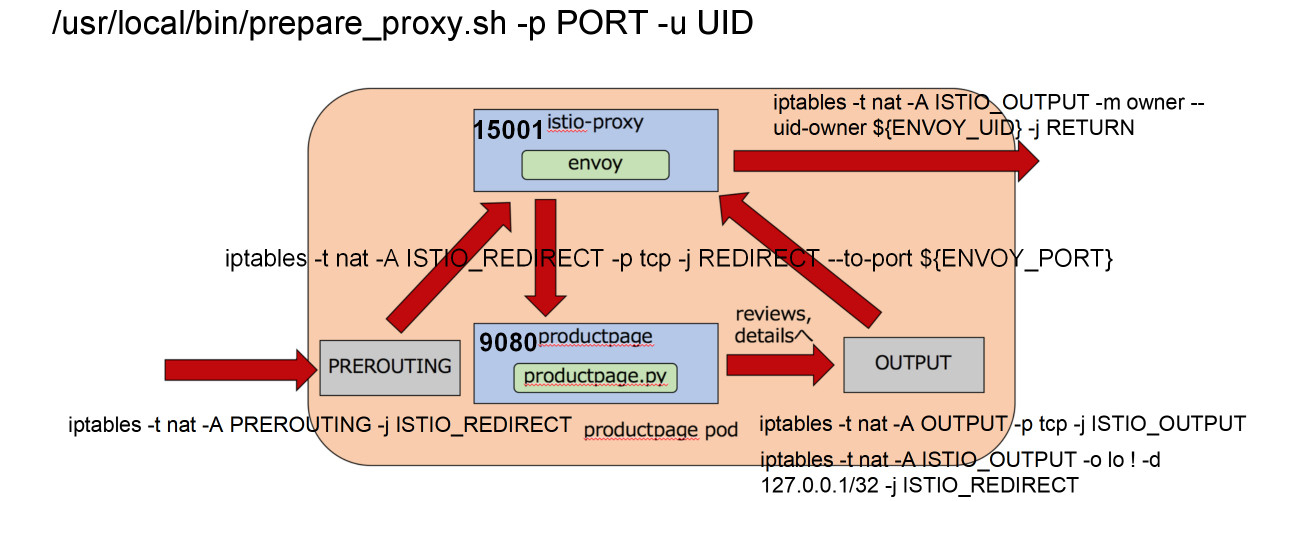 /usr/local/bin/prepare_proxy.sh -p PORT -u UID
iptables -t nat -A ISTIO_OUTPUT -m owner --
uid-owner ${ENVOY_UID} -j RETURN
15001 istio-proxy
envoy
iptables -t nat -A ISTIO_REDIRECT -p tcp -j REDIRECT --to-port ${ENVOY_PORT}
reviews,
details^
9080 productpage
productpage.py
PREROUTING
OUTPUT
iptables -t nat -A PREROUTING -j ISTIO_REDIRECT
productpage pod
iptables -t nat -A OUTPUT -p tcp -j ISTIO_OUTPUT
iptables -t nat -A ISTIO_OUTPUT -o lo ! -d
127.0.0.1/32 -j ISTIO_REDIRECT